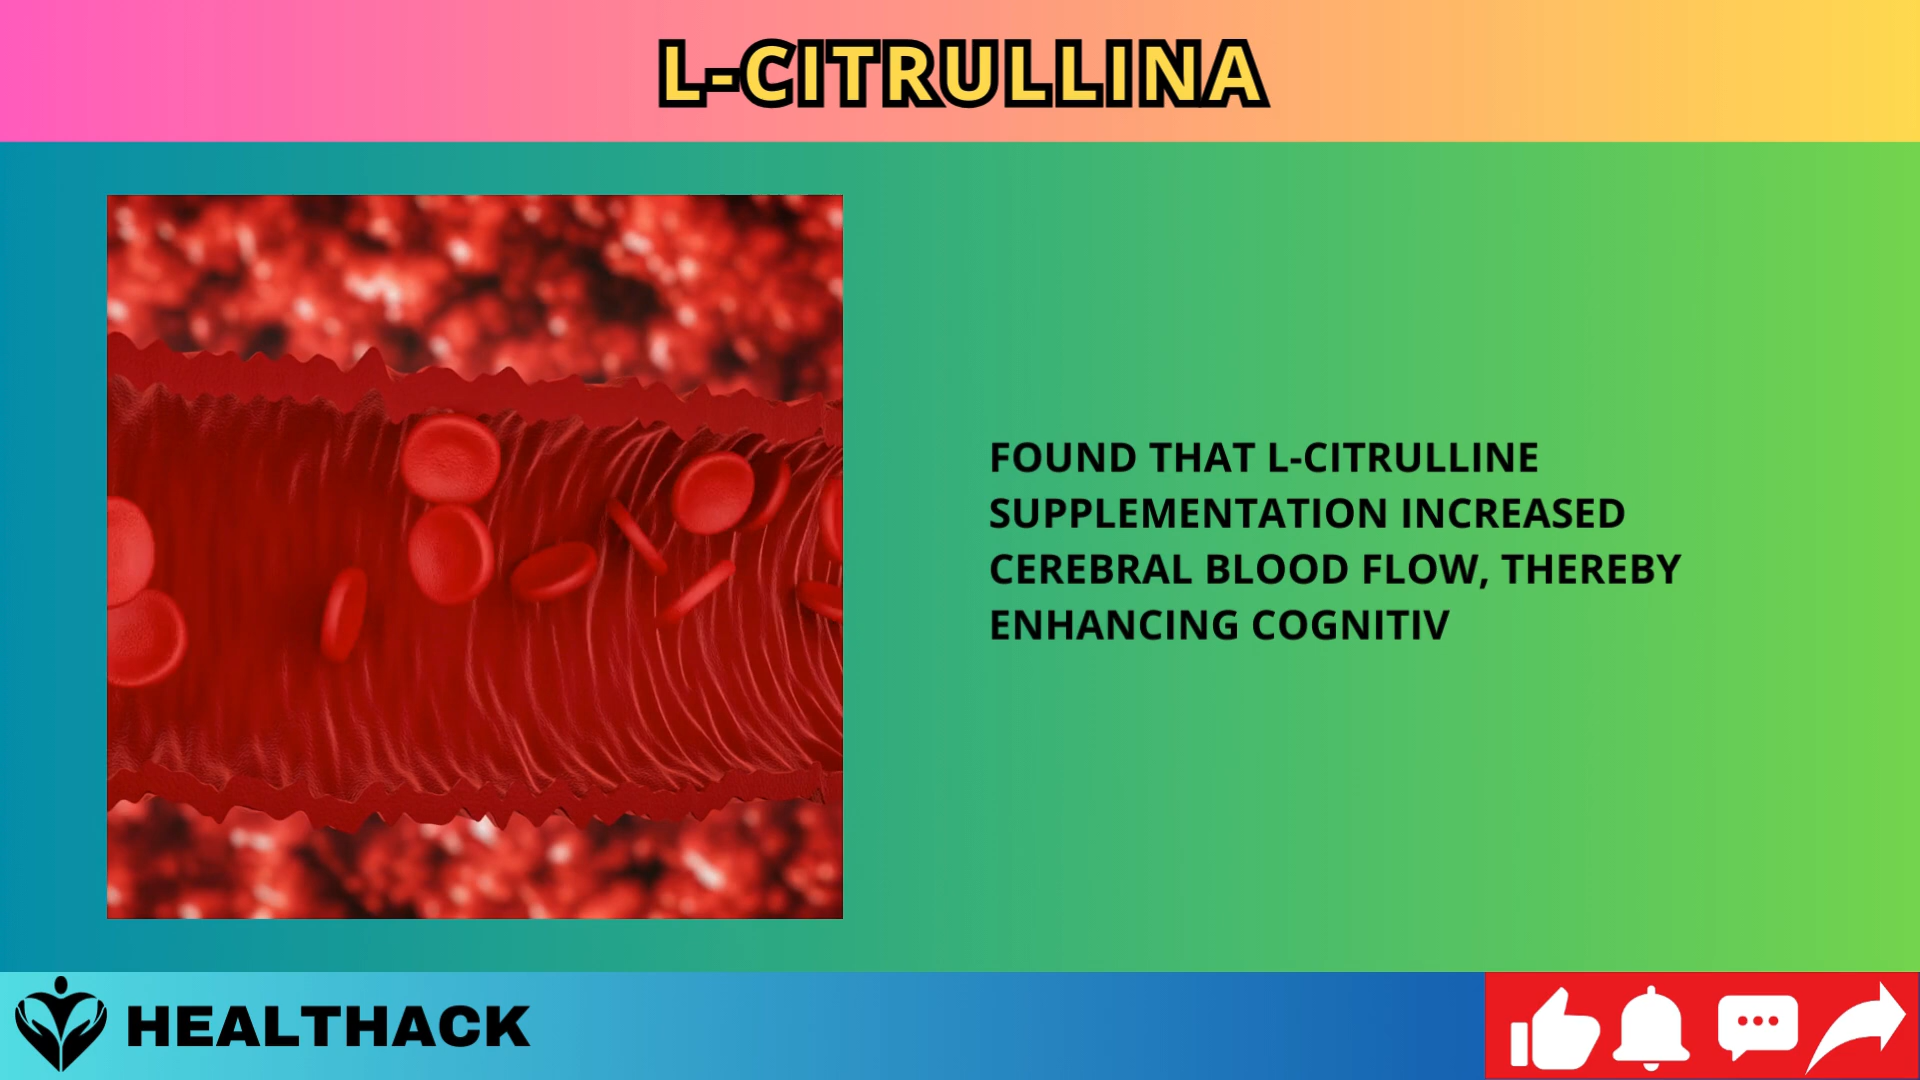 L-CITRULLINA
FOUND THAT L-CITRULLINE
SUPPLEMENTATION INCREASED
CEREBRAL BLOOD FLOW, THEREBY
ENHANCING COGNITIV
HEALTHACK